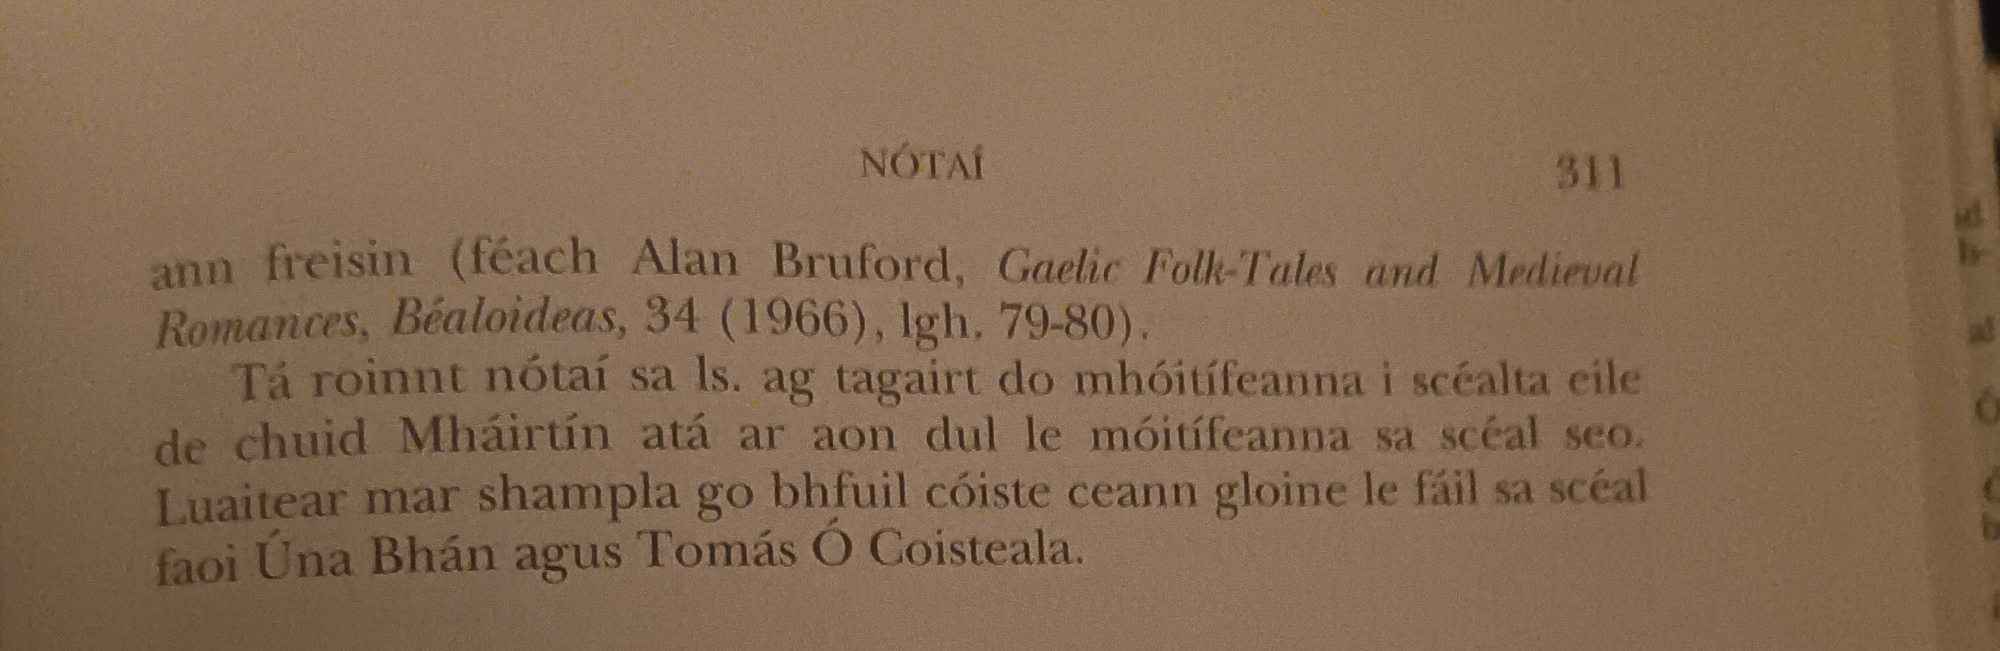 NÓTAÍ 311
ann freisin (féach Alan Bruford, Gaelic Folk-Tales and Medieval
Romances, Béaloideas, 34 (1966), lgh. 79-80).
Tá roinnt nótaí sa ls. ag tagairt do mhóitífeanna i scéalta eile
de chuid Mháirtín atá ar aon dul le móitífeanna sa scéal seo.
Luaitear mar shampla go bhfuil cóiste ceann gloine le fáil sa scéal
faoi Úna Bhán agus Tomás Ó Coisteala.